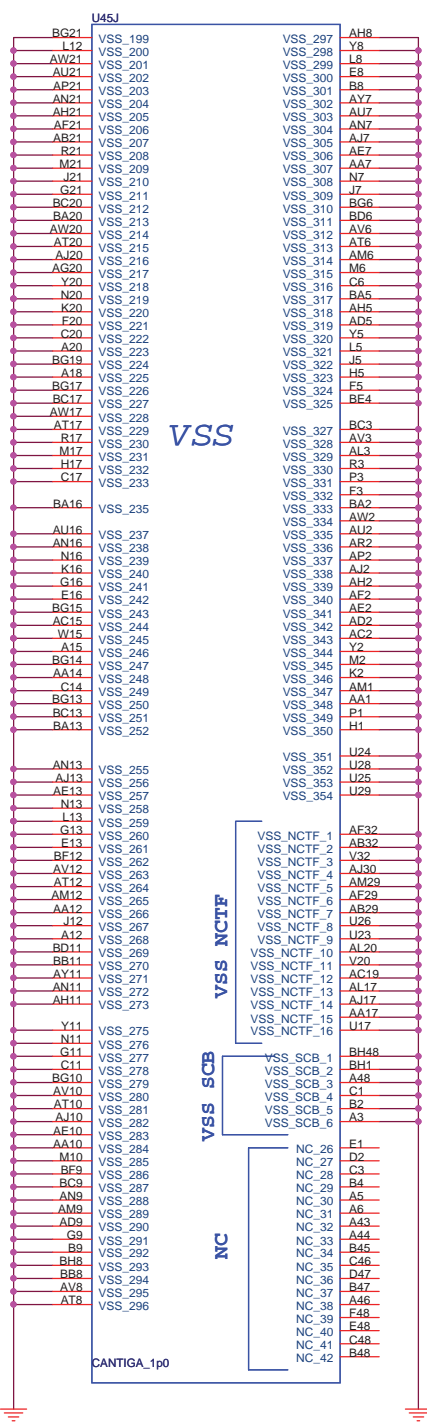 U45J
BG21 VSS_199
L12 VSS_200
AW21 VSS_201
AU21 VSS_202
AP21 VSS_203
AN21 VSS_204
AH21 VSS_205
AF21 VSS_206
AB21 VSS_207
R21 VSS_208
M21 VSS_209
J21 VSS_210
G21 VSS_211
BC20 VSS_212
BA20 VSS_213
AW20 VSS_214
AT20 VSS_215
AJ20 VSS_216
AG20 VSS_217
Y20 VSS_218
N20 VSS_219
K20 VSS_220
F20 VSS_221
C20 VSS_222
A20 VSS_223
BG19 VSS_224
A18 VSS_225
BG17 VSS_226
BC17 VSS_227
AW17 VSS_228
AT17 VSS_229
R17 VSS_230
M17 VSS_231
H17 VSS_232
C17 VSS_233
BA16 VSS_235
AU16 VSS_237
AN16 VSS_238
N16 VSS_239
K16 VSS_240
G16 VSS_241
E16 VSS_242
BG15 VSS_243
AC15 VSS_244
W15 VSS_245
A15 VSS_246
BG14 VSS_247
AA14 VSS_248
C14 VSS_249
BG13 VSS_250
BC13 VSS_251
BA13 VSS_252
AN13 VSS_255
AJ13 VSS_256
AE13 VSS_257
N13 VSS_258
L13 VSS_259
G13 VSS_260
E13 VSS_261
BF12 VSS_262
AV12 VSS_263
AT12 VSS_264
AM12 VSS_265
AA12 VSS_266
J12 VSS_267
A12 VSS_268
BD11 VSS_269
BB11 VSS_270
AY11 VSS_271
AN11 VSS_272
AH11 VSS_273
Y11 VSS_275
N11 VSS_276
G11 VSS_277
C11 VSS_278
BG10 VSS_279
AV10 VSS_280
AT10 VSS_281
AJ10 VSS_282
AE10 VSS_283
AA10 VSS_284
M10 VSS_285
BF9 VSS_286
BC9 VSS_287
AN9 VSS_288
AM9 VSS_289
AD9 VSS_290
G9 VSS_291
B9 VSS_292
BH8 VSS_293
BB8 VSS_294
AV8 VSS_295
AT8 VSS_296
CANTIGA_1p0
VSS
VSS_297 AH8
VSS_298 Y8
VSS_299 L8
VSS_300 E8
VSS_301 B8
VSS_302 AY7
VSS_303 AU7
VSS_304 AN7
VSS_305 AJ7
VSS_306 AE7
VSS_307 AA7
VSS_308 N7
VSS_309 J7
VSS_310 BG6
VSS_311 BD6
VSS_312 AV6
VSS_313 AT6
VSS_314 AM6
VSS_315 M6
VSS_316 C6
VSS_317 BA5
VSS_318 AH5
VSS_319 AD5
VSS_320 Y5
VSS_321 L5
VSS_322 J5
VSS_323 H5
VSS_324 F5
VSS_325 BE4
VSS_327 BC3
VSS_328 AV3
VSS_329 AL3
VSS_330 R3
VSS_331 P3
VSS_332 F3
VSS_333 BA2
VSS_334 AW2
VSS_335 AU2
VSS_336 AR2
VSS_337 AP2
VSS_338 AJ2
VSS_339 AH2
VSS_340 AF2
VSS_341 AE2
VSS_342 AD2
VSS_343 AC2
VSS_344 Y2
VSS_345 M2
VSS_346 K2
VSS_347 AM1
VSS_348 AA1
VSS_349 P1
VSS_350 H1
VSS_351 U24
VSS_352 U28
VSS_353 U25
VSS_354 U29
VSS NCTF
VSS_NCTF_1 AF32
VSS_NCTF_2 AB32
VSS_NCTF_3 V32
VSS_NCTF_4 AJ30
VSS_NCTF_5 AM29
VSS_NCTF_6 AF29
VSS_NCTF_7 AB29
VSS_NCTF_8 U26
VSS_NCTF_9 U23
VSS_NCTF_10 AL20
VSS_NCTF_11 V20
VSS_NCTF_12 AC19
VSS_NCTF_13 AL17
VSS_NCTF_14 AJ17
VSS_NCTF_15 AA17
VSS_NCTF_16 U17
VSS SCB
VSS_SCB_1 BH48
VSS_SCB_2 BH1
VSS_SCB_3 A48
VSS_SCB_4 C1
VSS_SCB_5 B2
VSS_SCB_6 A3
NC
NC_26 E1
NC_27 D2
NC_28 C3
NC_29 B4
NC_30 A5
NC_31 A6
NC_32 A43
NC_33 A44
NC_34 B45
NC_35 C46
NC_36 D47
NC_37 B47
NC_38 A46
NC_39 F48
NC_40 E48
NC_41 C48
NC_42 B48